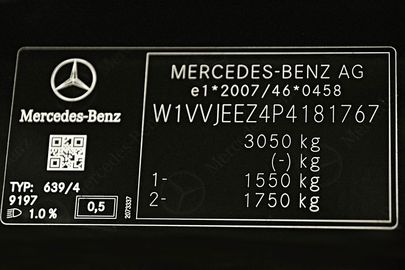 Mercedes-Benz
TYP: 639/4
9197
1.0 %
0,5
2073337
MERCEDES-BENZ AG
e1*2007/46*0458
W1VVJEEZ4P4181767
3050 kg
(-) kg
1- 1550 kg
2- 1750 kg